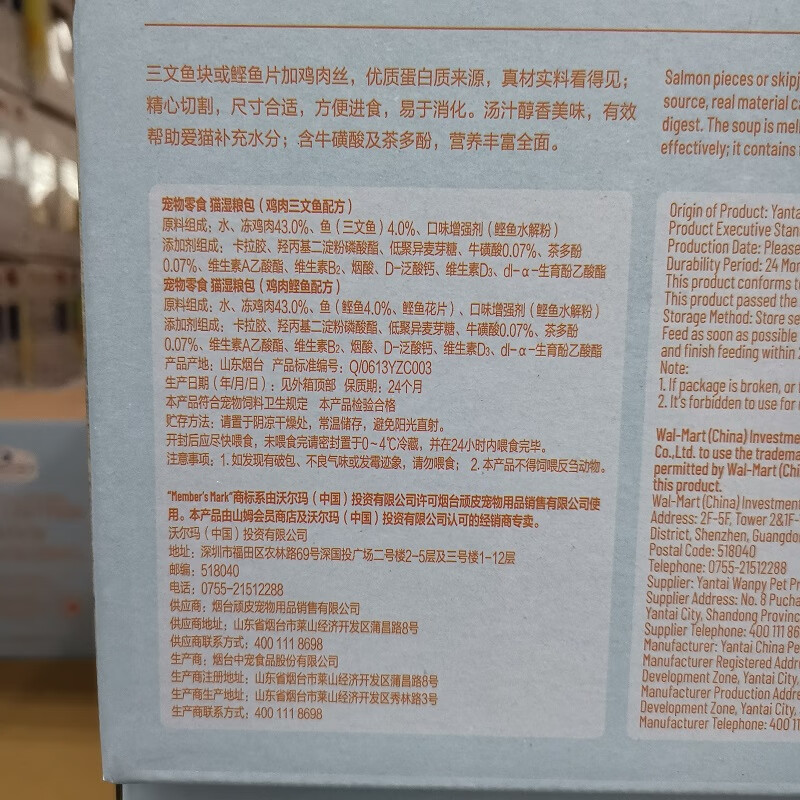 三文鱼块或鲣鱼片加鸡肉丝，优质蛋白质来源，真材实料看得见；
精心切割，尺寸合适，方便进食，易于消化。汤汁醇香美味，有效
帮助爱猫补充水分；含牛磺酸及茶多酚，营养丰富全面。
宠物零食 猫湿粮包（鸡肉三文鱼配方）
原料组成：水、冻鸡肉43.0%、鱼（三文鱼）4.0%、口味增强剂（鲣鱼水解粉）
添加剂组成：卡拉胶、羟丙基二淀粉磷酸酯、低聚异麦芽糖、牛磺酸0.07%、茶多酚
0.07%、维生素A乙酸酯、维生素B₂、烟酸、D-泛酸钙、维生素D₃、dl-α-生育酚乙酸酯
宠物零食 猫湿粮包（鸡肉鲣鱼配方）
原料组成：水、冻鸡肉43.0%、鱼（鲣鱼4.0%、鲣鱼花片）、口味增强剂（鲣鱼水解粉）
添加剂组成：卡拉胶、羟丙基二淀粉磷酸酯、低聚异麦芽糖、牛磺酸0.07%、茶多酚
0.07%、维生素A乙酸酯、维生素B₂、烟酸、D-泛酸钙、维生素D₃、dl-α-生育酚乙酸酯
产品产地：山东烟台 产品标准编号：Q/0613YZC003
生产日期（年/月/日）：见外箱顶部 保质期：24个月
本产品符合宠物饲料卫生规定 本产品检验合格
贮存方法：请置于阴凉干燥处，常温储存，避免阳光直射。
开封后应尽快喂食，未喂食完请密封置于0~4℃冷藏，并在24小时内喂食完毕。
注意事项：1. 如发现有破包、不良气味或发霉迹象，请勿喂食； 2. 本产品不得饲喂反刍动物。
"Member's Mark"商标系由沃尔玛（中国）投资有限公司许可烟台顽皮宠物用品销售有限公司使
用。本产品由山姆会员商店及沃尔玛（中国）投资有限公司认可的经销商专卖。
沃尔玛（中国）投资有限公司
地址：深圳市福田区农林路69号深国投广场二号楼2-5层及三号楼1-12层
邮编：518040
电话：0755-21512288
供应商：烟台顽皮宠物用品销售有限公司
供应商地址：山东省烟台市莱山经济开发区蒲昌路8号
供应商联系方式：400 111 8698
生产商：烟台中宠食品股份有限公司
生产商注册地址：山东省烟台市莱山经济开发区蒲昌路8号
生产商生产地址：山东省烟台市莱山经济开发区秀林路3号
生产商联系方式：400 111 8698
Salmon pieces or skipj
source, real material ca
digest. The soup is mel
effectively; it contains
Origin of Product: Yanta
Product Executive Stan
Production Date: Please
Durability Period: 24 Mon
This product conforms t
This product passed the
Storage Method: Store se
Feed as soon as possible
and finish feeding within
Note:
1. If package is broken, or
2. It's forbidden to use for
Wal-Mart (China) Investme
Co.,Ltd. to use the tradema
permitted by Wal-Mart (Chi
this product.
Wal-Mart (China) Investment
Address: 2F-5F, Tower 2&1F-
District, Shenzhen, Guangdo
Postal Code: 518040
Telephone: 0755-21512288
Supplier: Yantai Wanpy Pet Pr
Supplier Address: No. 8 Pucha
Yantai City, Shandong Provinc
Supplier Telephone: 400 111 86
Manufacturer: Yantai China Pe
Manufacturer Registered Addr
Development Zone, Yantai City,
Manufacturer Production Addre
Development Zone, Yantai City,
Manufacturer Telephone: 400 11